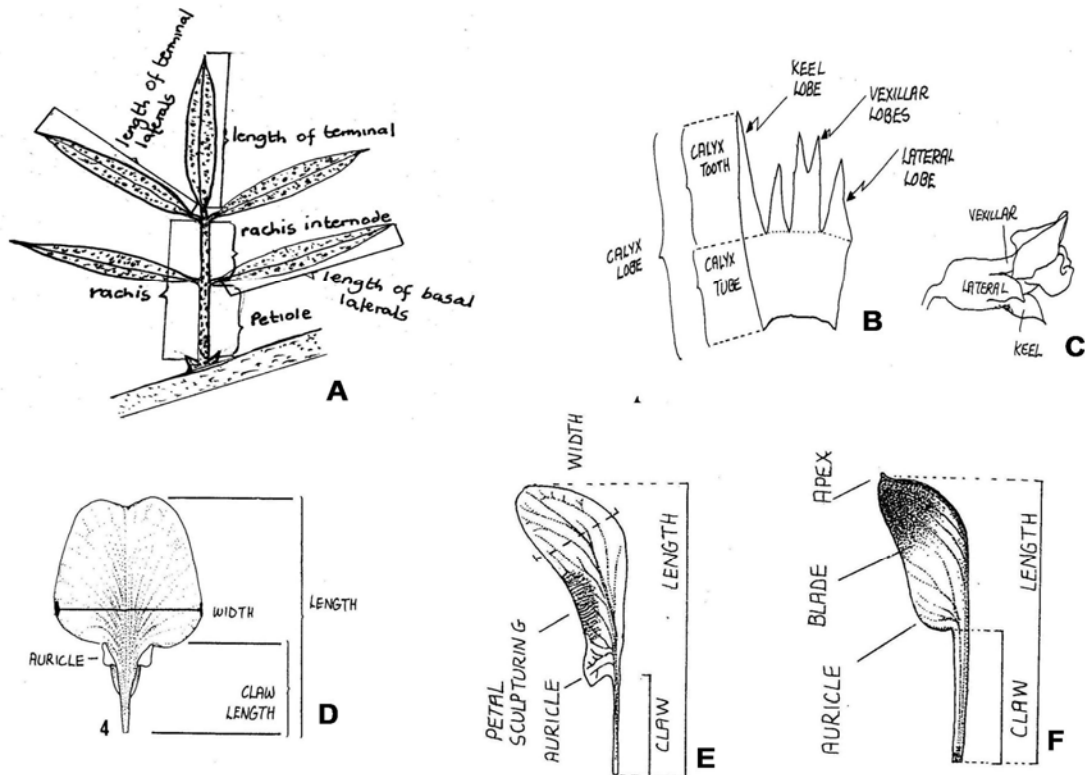 length of terminal
laterals
length of terminal
rachis internode
rachis
length of basal
laterals
Petiole
A
KEEL
LOBE
VEXILLAR
LOBES
CALYX
TOOTH
LATERAL
LOBE
CALYX
LOBE
CALYX
TUBE
B
VEXILLAR
LATERAL
KEEL
C
WIDTH
LENGTH
AURICLE
CLAW
LENGTH
4
D
WIDTH
LENGTH
PETAL
SCULPTURING
AURICLE
CLAW
E
APEX
BLADE
LENGTH
AURICLE
CLAW
F